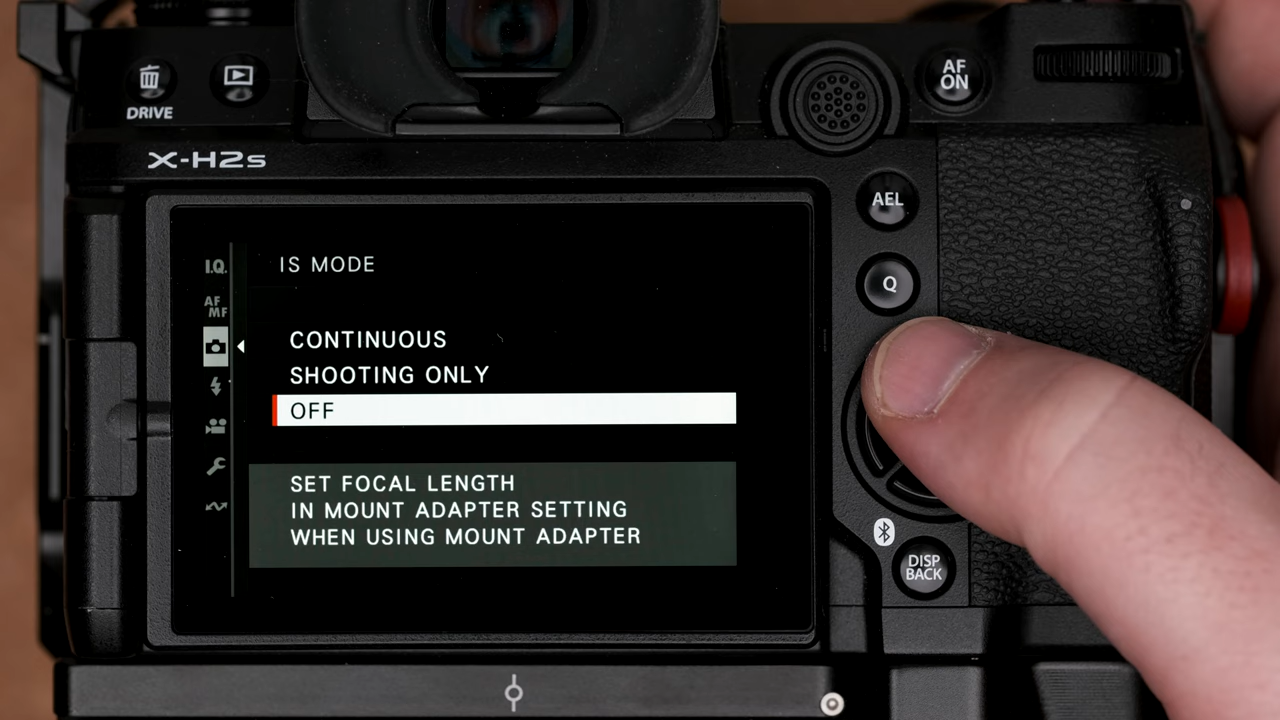 DRIVE
AF
ON
X-H2s
AEL
Q
I.Q.
AF
MF
IS MODE
CONTINUOUS
SHOOTING ONLY
OFF
SET FOCAL LENGTH
IN MOUNT ADAPTER SETTING
WHEN USING MOUNT ADAPTER
DISP
BACK